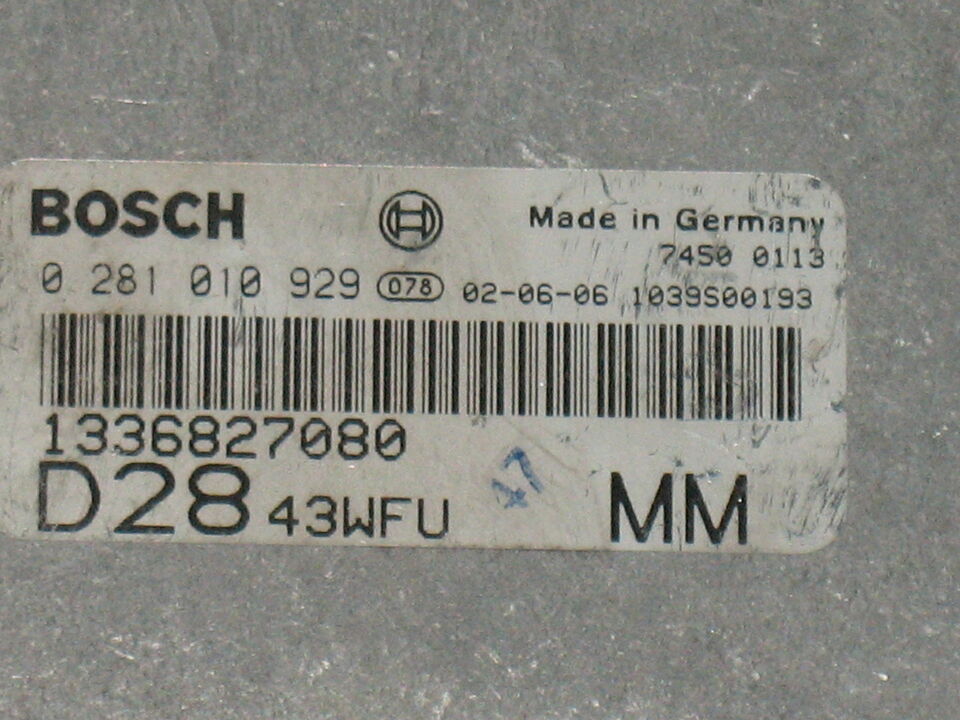 BOSCH Made in Germany
7450 0113
0 281 010 929 078 02-06-06 1039S00193
1336827080
D28 43WFU 47 MM